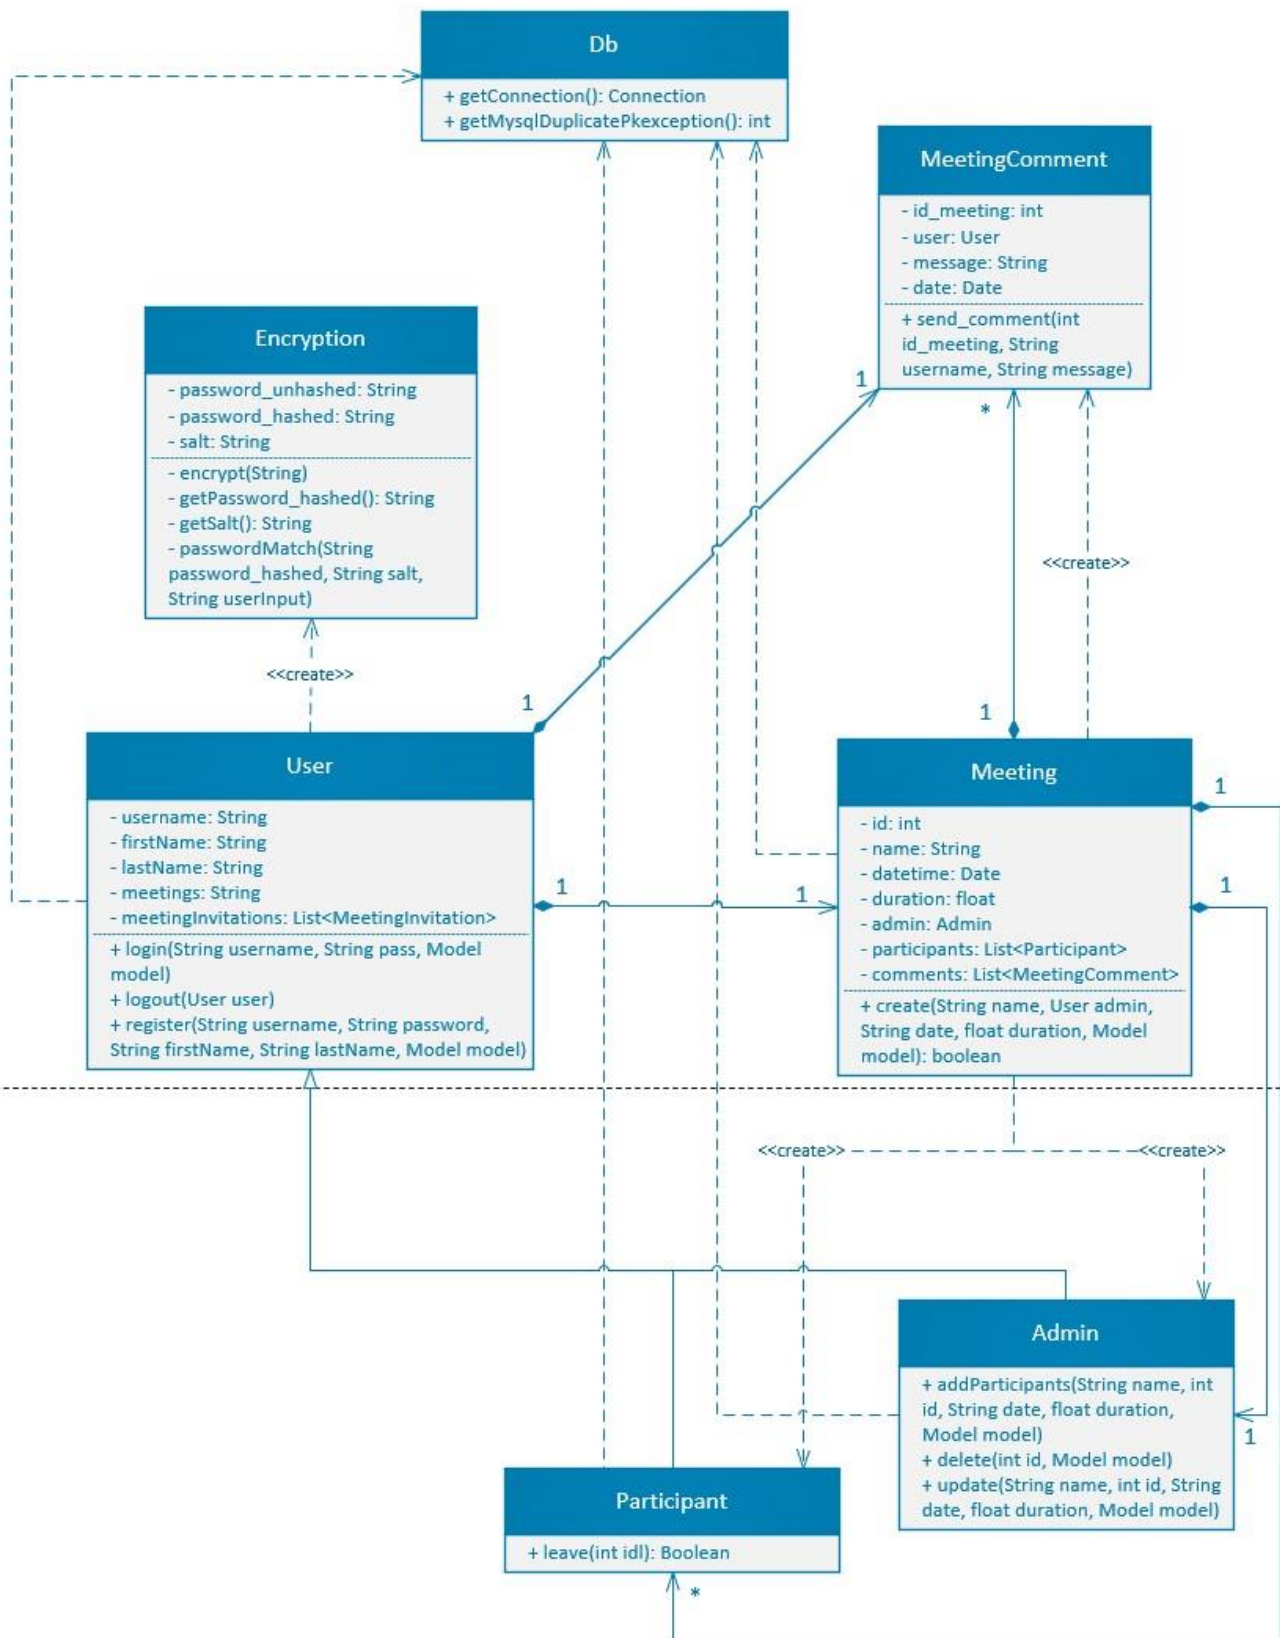 Db
+ getConnection(): Connection
+ getMysqlDuplicatePkexception(): int
MeetingComment
- id_meeting: int
- user: User
- message: String
- date: Date
+ send_comment(int
id_meeting, String
username, String message)
1
*
Encryption
- password_unhashed: String
- password_hashed: String
- salt: String
- encrypt(String)
- getPassword_hashed(): String
- getSalt(): String
- passwordMatch(String
password_hashed, String salt,
String userInput)
<<create>>
<<create>>
1
1
User
- username: String
- firstName: String
- lastName: String
- meetings: String
- meetingInvitations: List<MeetingInvitation>
+ login(String username, String pass, Model
model)
+ logout(User user)
+ register(String username, String password,
String firstName, String lastName, Model model)
1
1
Meeting
- id: int
- name: String
- datetime: Date
- duration: float
- admin: Admin
- participants: List<Participant>
- comments: List<MeetingComment>
+ create(String name, User admin,
String date, float duration, Model
model): boolean
1
1
<<create>>
<<create>>
Admin
+ addParticipants(String name, int
id, String date, float duration,
Model model)
+ delete(int id, Model model)
+ update(String name, int id, String
date, float duration, Model model)
1
Participant
+ leave(int idl): Boolean
*